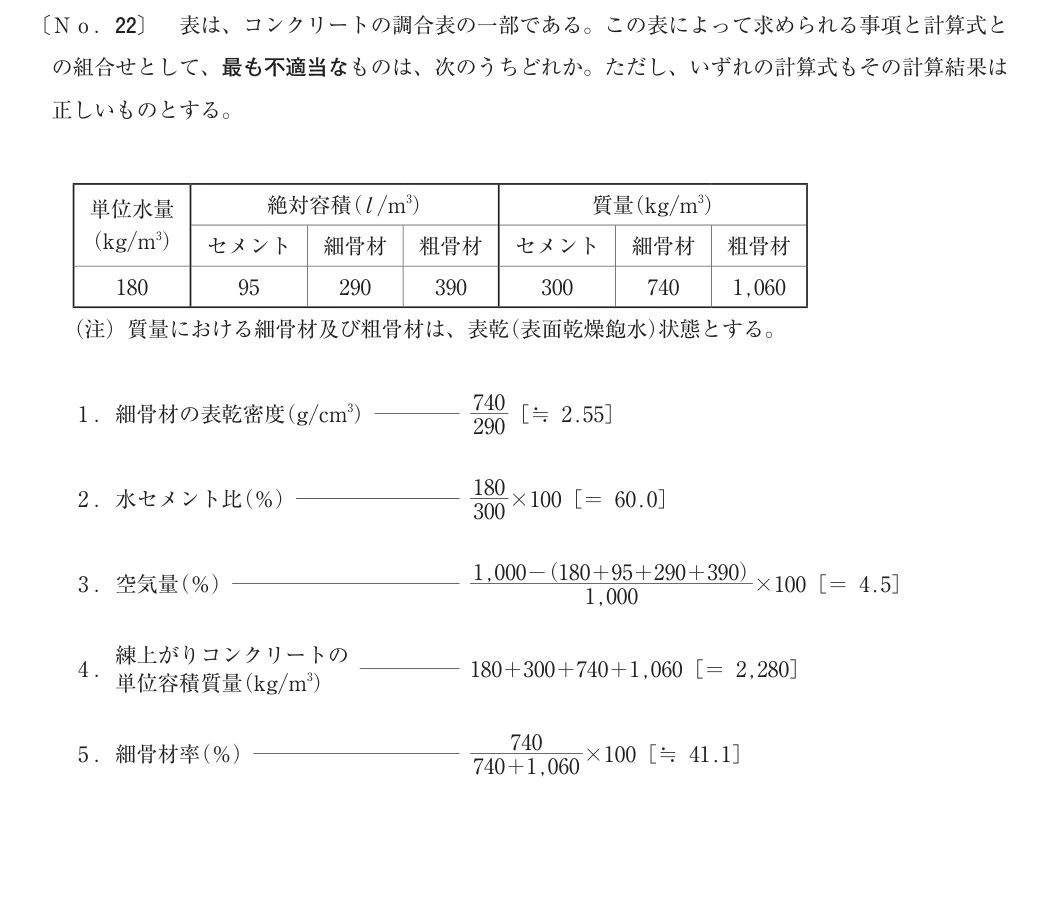 〔Ｎｏ．22〕　表は、コンクリートの調合表の一部である。この表によって求められる事項と計算式と
の組合せとして、最も不適当なものは、次のうちどれか。ただし、いずれの計算式もその計算結果は
正しいものとする。
単位水量(kg/m³) 絶対容積(l/m³) 質量(kg/m³)
セメント 細骨材 粗骨材 セメント 細骨材 粗骨材
180 95 290 390 300 740 1,060
(注) 質量における細骨材及び粗骨材は、表乾(表面乾燥飽水)状態とする。
1. 細骨材の表乾密度(g/cm³) ―― 740/290 [≒ 2.55]
2. 水セメント比(%) ―― 180/300×100 [= 60.0]
3. 空気量(%) ―― 1,000−(180+95+290+390)/1,000×100 [= 4.5]
4. 練上がりコンクリートの
単位容積質量(kg/m³) ―― 180+300+740+1,060 [= 2,280]
5. 細骨材率(%) ―― 740/740+1,060×100 [≒ 41.1]